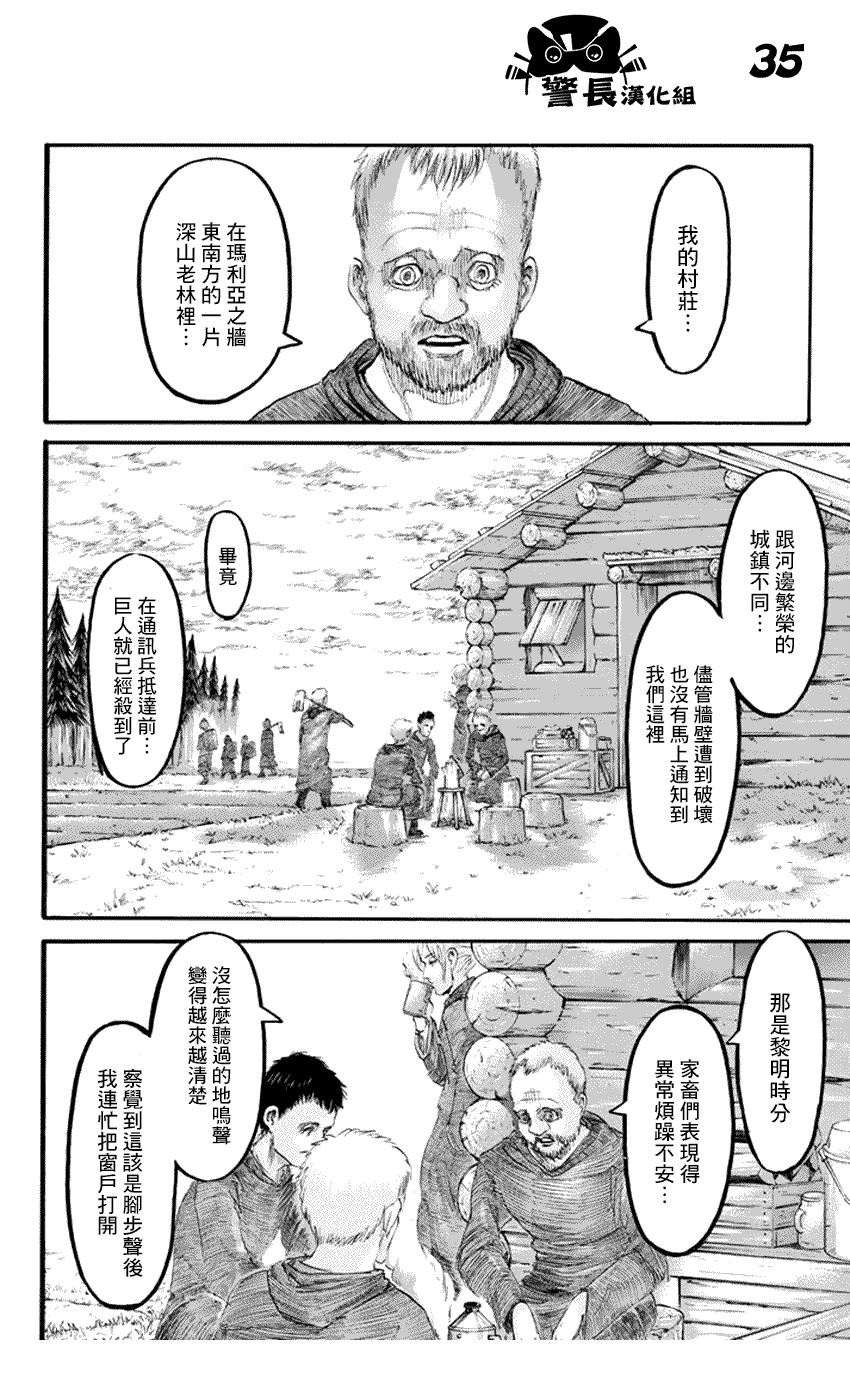 警長漢化組
35
我的村莊…
在瑪利亞之牆
東南方的一片
深山老林裡…
跟河邊繁榮的
城鎮不同…
儘管牆壁遭到破壞
也沒有馬上通知到
我們這裡
畢竟
在通訊兵抵達前…
巨人就已經殺到了
那是黎明時分
家畜們表現得
異常煩躁不安…
沒怎麼聽過的地鳴聲
變得越來越清楚
察覺到這該是腳步聲後
我連忙把窗戶打開